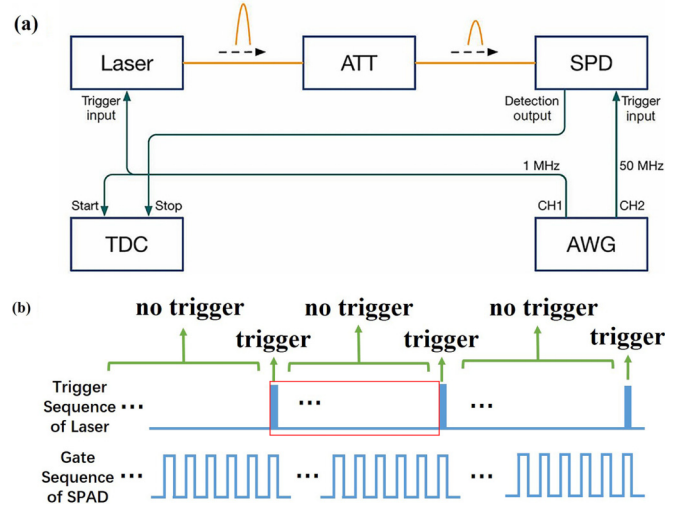 (a)
Laser
ATT
SPD
Trigger
input
Detection
output
Trigger
input
1 MHz
50 MHz
Start
Stop
CH1
CH2
TDC
AWG
(b)
no trigger
no trigger
no trigger
trigger
trigger
trigger
Trigger
Sequence
of Laser
...
...
...
Gate
Sequence
of SPAD
...
...
...